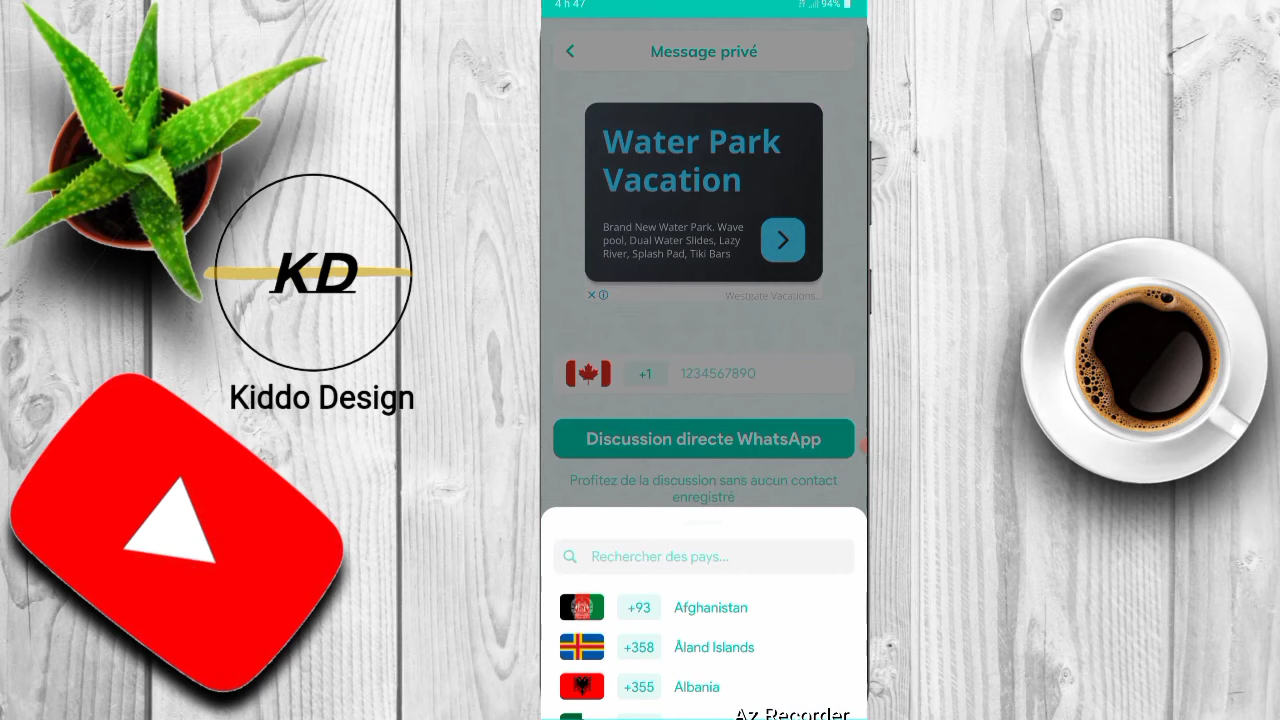 4 h 47
94%
Message privé
Water Park
Vacation
Brand New Water Park. Wave
pool, Dual Water Slides, Lazy
River, Splash Pad, Tiki Bars
Westgate Vacations...
KD
Kiddo Design
+1 1234567890
Discussion directe WhatsApp
Profitez de la discussion sans aucun contact
enregistré
Rechercher des pays...
+93 Afghanistan
+358 Åland Islands
+355 Albania
Az Recorder